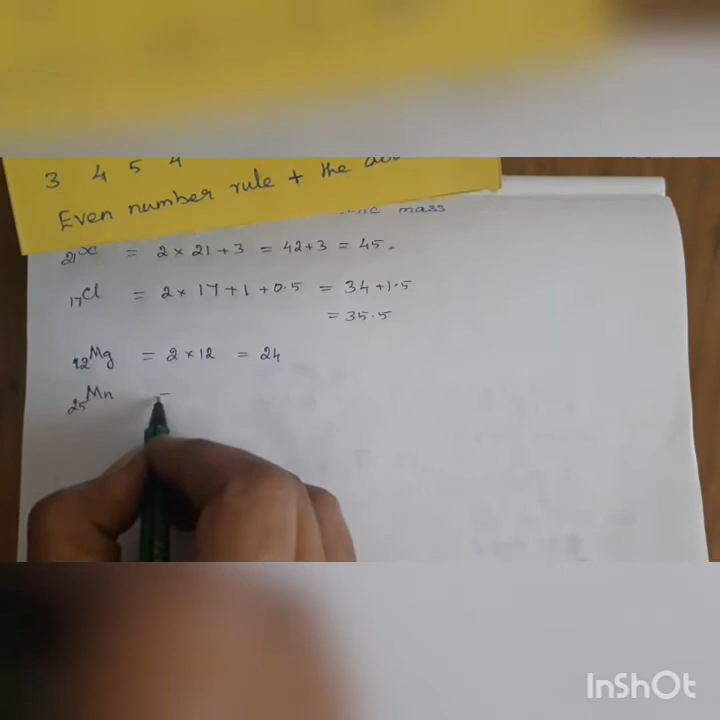 3 4 5 4
Even number rule + the
mass
21Sc = 2 × 21 + 3 = 42 + 3 = 45.
17Cl = 2 × 17 + 1 + 0.5 = 34 + 1.5
= 35.5
12Mg = 2 × 12 = 24
25Mn =
InShOt